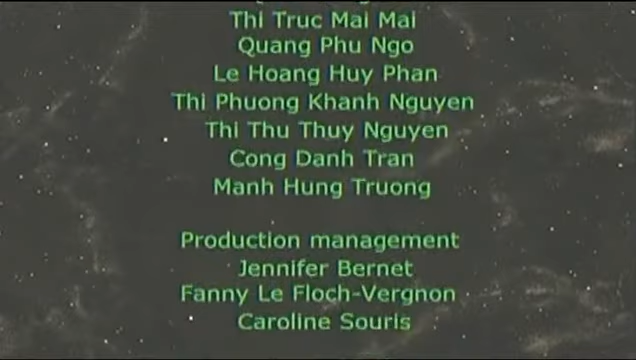 Thi Truc Mai Mai
Quang Phu Ngo
Le Hoang Huy Phan
Thi Phuong Khanh Nguyen
Thi Thu Thuy Nguyen
Cong Danh Tran
Manh Hung Truong
Production management
Jennifer Bernet
Fanny Le Floch-Vergnon
Caroline Souris